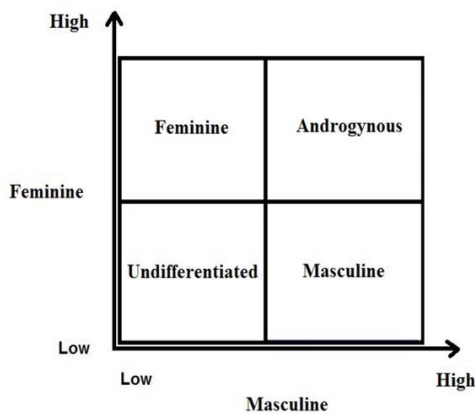 High
Feminine
Androgynous
Feminine
Undifferentiated
Masculine
Low
Low
High
Masculine